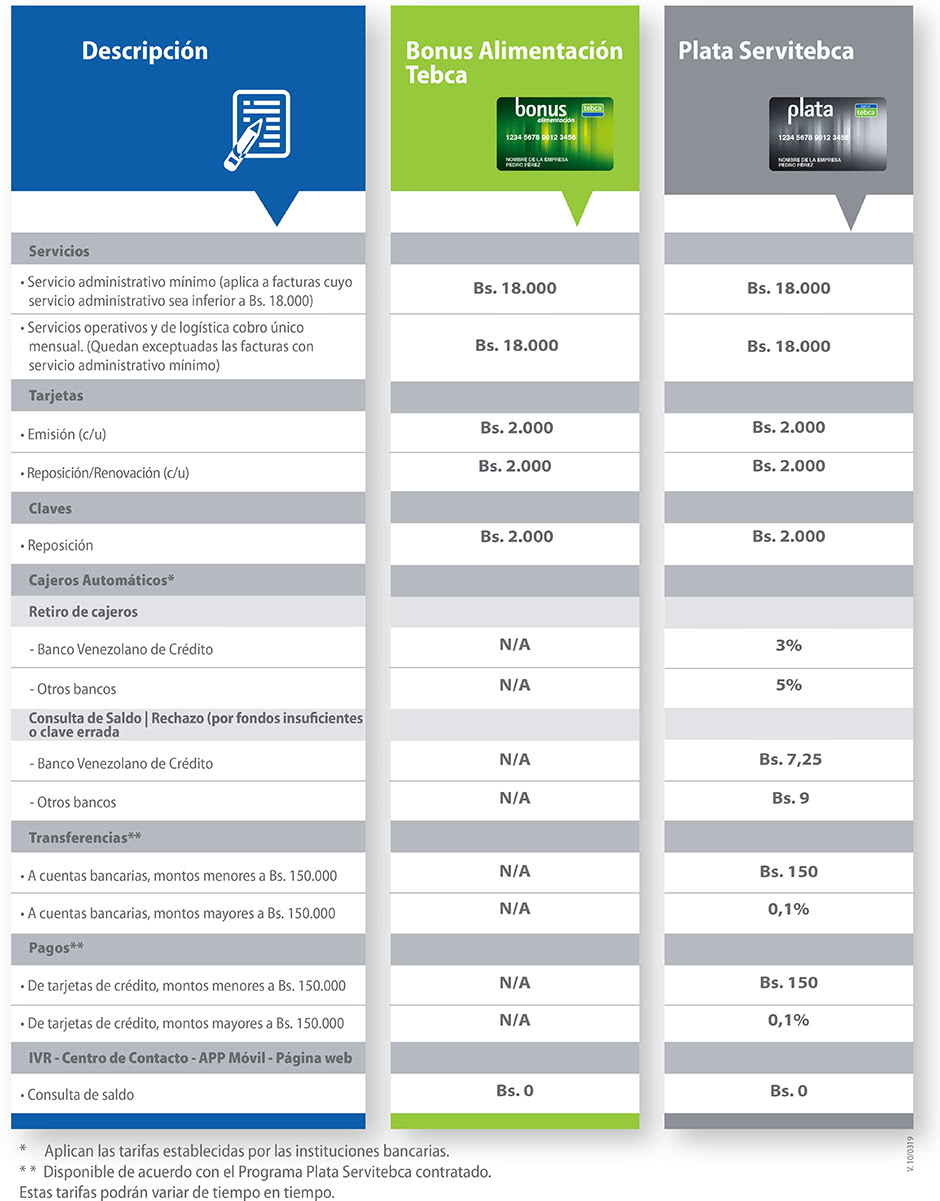 Descripción
Bonus Alimentación
Tebca
bonus
alimentación
tebca
1234 5678 9012 3456
NOMBRE DE LA EMPRESA
PEDRO PÉREZ
Plata Servitebca
plata
tebca
1234 5678 9012 3456
NOMBRE DE LA EMPRESA
PEDRO PÉREZ
Servicios
• Servicio administrativo mínimo (aplica a facturas cuyo
servicio administrativo sea inferior a Bs. 18.000)
Bs. 18.000
Bs. 18.000
• Servicios operativos y de logística cobro único
mensual. (Quedan exceptuadas las facturas con
servicio administrativo mínimo)
Bs. 18.000
Bs. 18.000
Tarjetas
• Emisión (c/u)
Bs. 2.000
Bs. 2.000
• Reposición/Renovación (c/u)
Bs. 2.000
Bs. 2.000
Claves
• Reposición
Bs. 2.000
Bs. 2.000
Cajeros Automáticos*
Retiro de cajeros
- Banco Venezolano de Crédito
N/A
3%
- Otros bancos
N/A
5%
Consulta de Saldo | Rechazo (por fondos insuficientes
o clave errada
- Banco Venezolano de Crédito
N/A
Bs. 7,25
- Otros bancos
N/A
Bs. 9
Transferencias**
• A cuentas bancarias, montos menores a Bs. 150.000
N/A
Bs. 150
• A cuentas bancarias, montos mayores a Bs. 150.000
N/A
0,1%
Pagos**
• De tarjetas de crédito, montos menores a Bs. 150.000
N/A
Bs. 150
• De tarjetas de crédito, montos mayores a Bs. 150.000
N/A
0,1%
IVR - Centro de Contacto - APP Móvil - Página web
• Consulta de saldo
Bs. 0
Bs. 0
* Aplican las tarifas establecidas por las instituciones bancarias.
** Disponible de acuerdo con el Programa Plata Servitebca contratado.
Estas tarifas podrán variar de tiempo en tiempo.
V. 10/0319